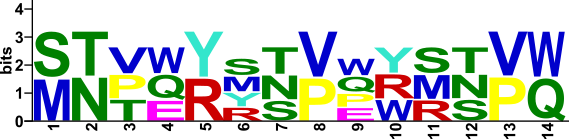 4
3
2
1
0
bits
S T V W Y S T V W Y S T V W
M N P Q R M N P Q R M N P Q
T E Y S P W R S
R E
1 2 3 4 5 6 7 8 9 10 11 12 13 14